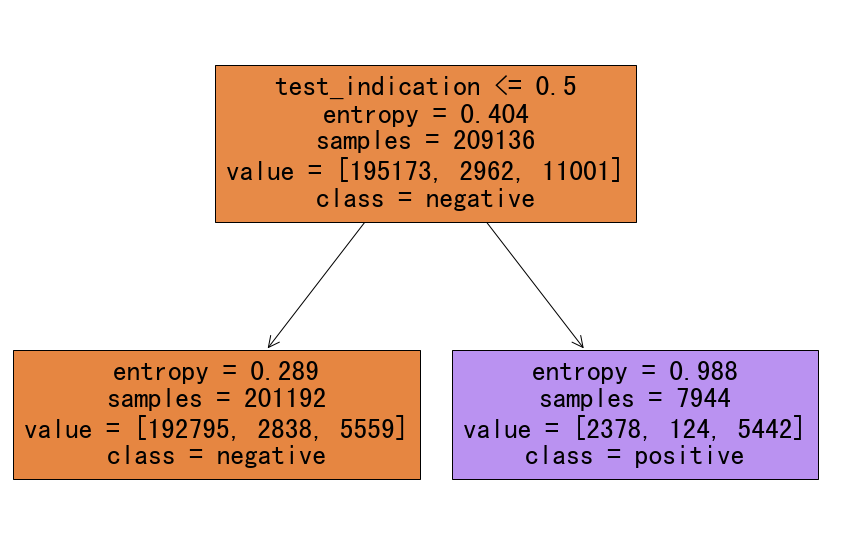 test_indication <= 0.5
entropy = 0.404
samples = 209136
value = [195173, 2962, 11001]
class = negative
entropy = 0.289
samples = 201192
value = [192795, 2838, 5559]
class = negative
entropy = 0.988
samples = 7944
value = [2378, 124, 5442]
class = positive